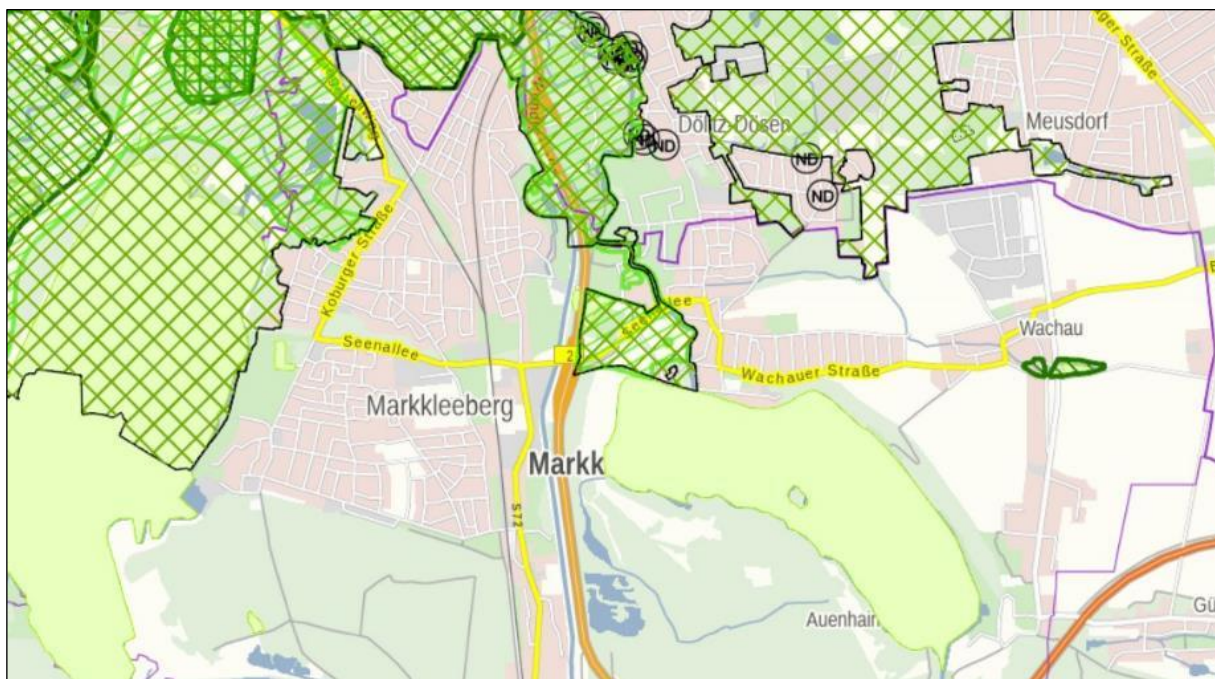 ND
Dölitz-Dösen
ND
ND
ND
Meusdorf
Koburger Straße
Seenallee
2
Seenallee
Wachauer Straße
Wachau
Markkleeberg
Markk
S72
Auenhain
Gü